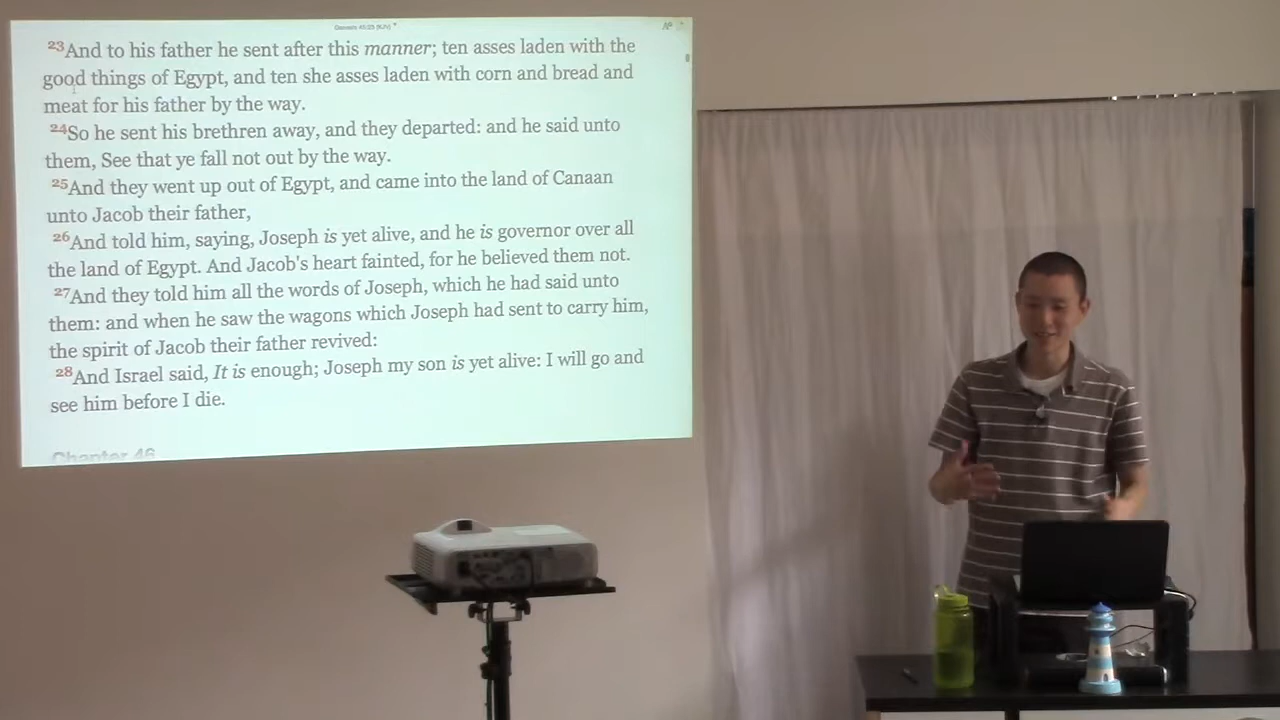 Genesis 45:25 (KJV)
23And to his father he sent after this manner; ten asses laden with the
good things of Egypt, and ten she asses laden with corn and bread and
meat for his father by the way.
24So he sent his brethren away, and they departed: and he said unto
them, See that ye fall not out by the way.
25And they went up out of Egypt, and came into the land of Canaan
unto Jacob their father,
26And told him, saying, Joseph is yet alive, and he is governor over all
the land of Egypt. And Jacob's heart fainted, for he believed them not.
27And they told him all the words of Joseph, which he had said unto
them: and when he saw the wagons which Joseph had sent to carry him,
the spirit of Jacob their father revived:
28And Israel said, It is enough; Joseph my son is yet alive: I will go and
see him before I die.
Chapter 46